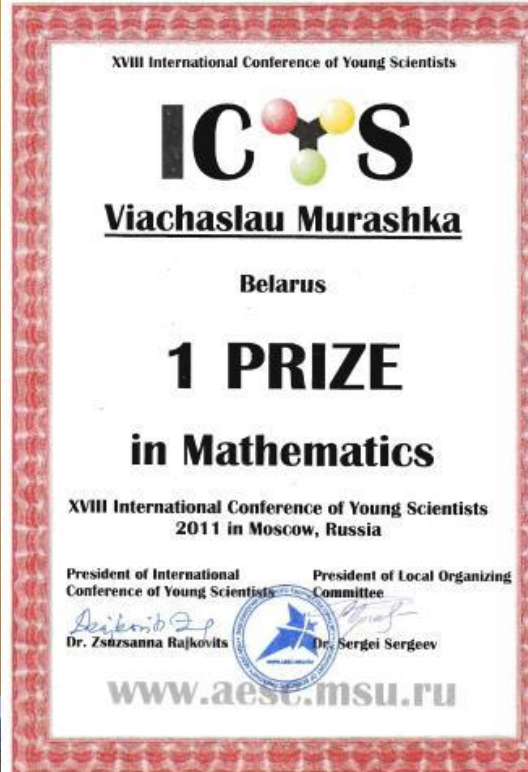 XVIII International Conference of Young Scientists
ICYS
Viachaslau Murashka
Belarus
1 PRIZE
in Mathematics
XVIII International Conference of Young Scientists
2011 in Moscow, Russia
President of International
Conference of Young Scientists
Dr. Zsuzsanna Rajkovits
President of Local Organizing
Committee
Dr. Sergei Sergeev
www.aesc.msu.ru